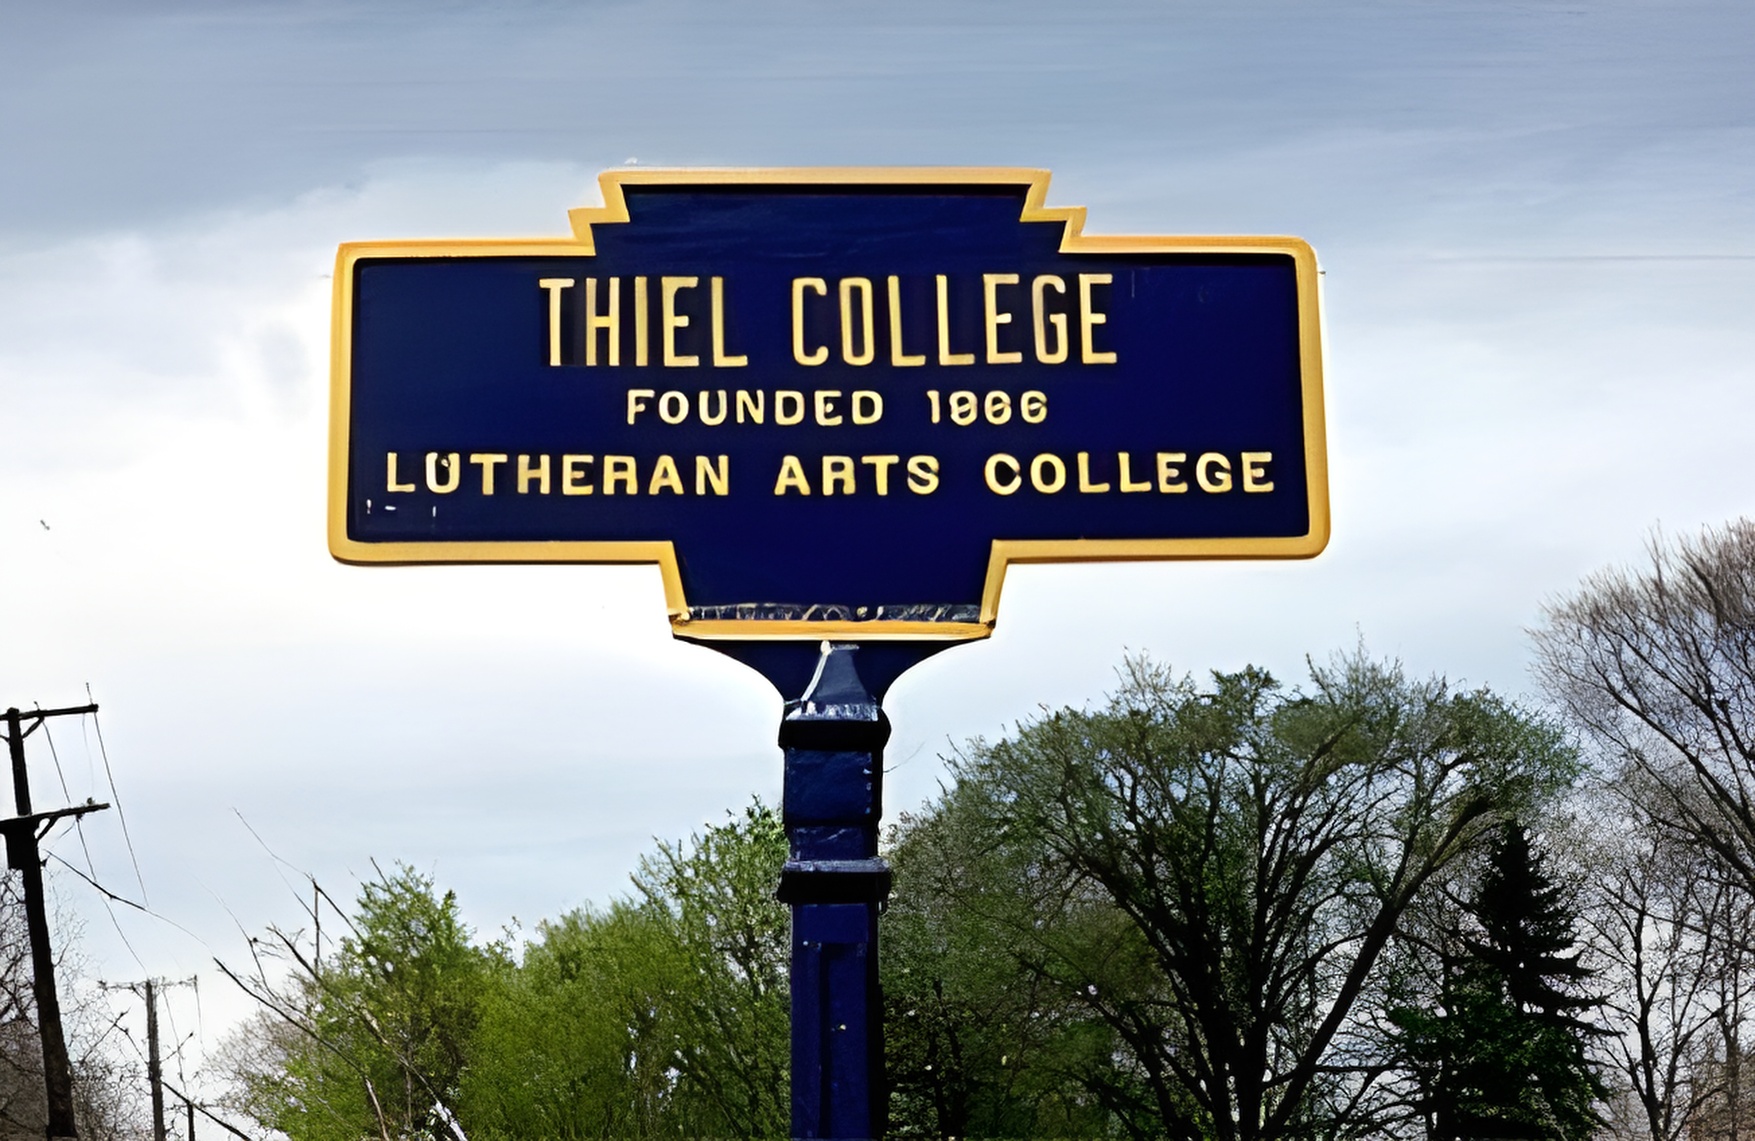 THIEL COLLEGE
FOUNDED 1866
LUTHERAN ARTS COLLEGE